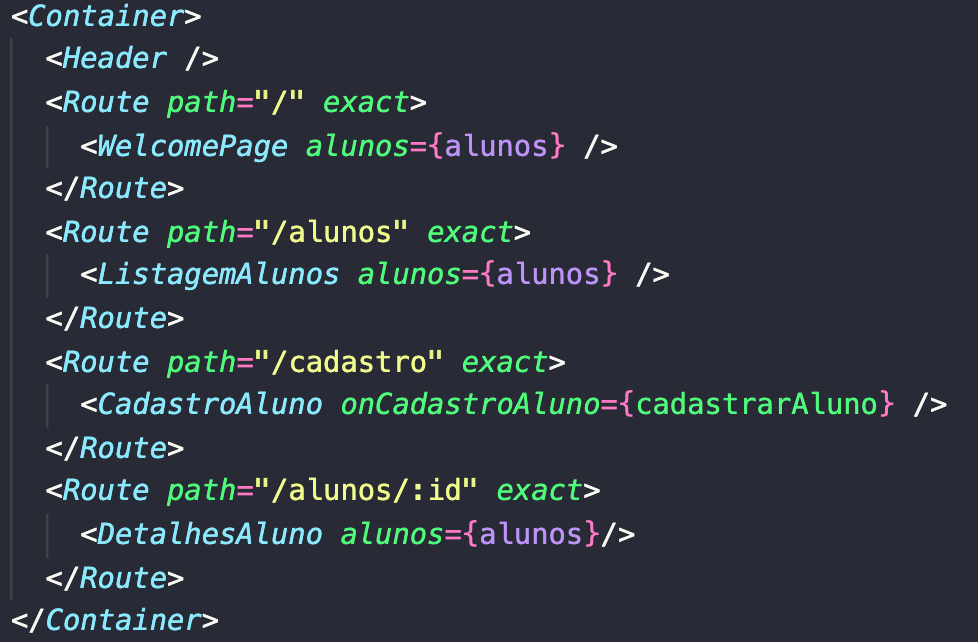 <Container>
<Header />
<Route path="/" exact>
<WelcomePage alunos={alunos} />
</Route>
<Route path="/alunos" exact>
<ListagemAlunos alunos={alunos} />
</Route>
<Route path="/cadastro" exact>
<CadastroAluno onCadastroAluno={cadastrarAluno} />
</Route>
<Route path="/alunos/:id" exact>
<DetalhesAluno alunos={alunos}/>
</Route>
</Container>